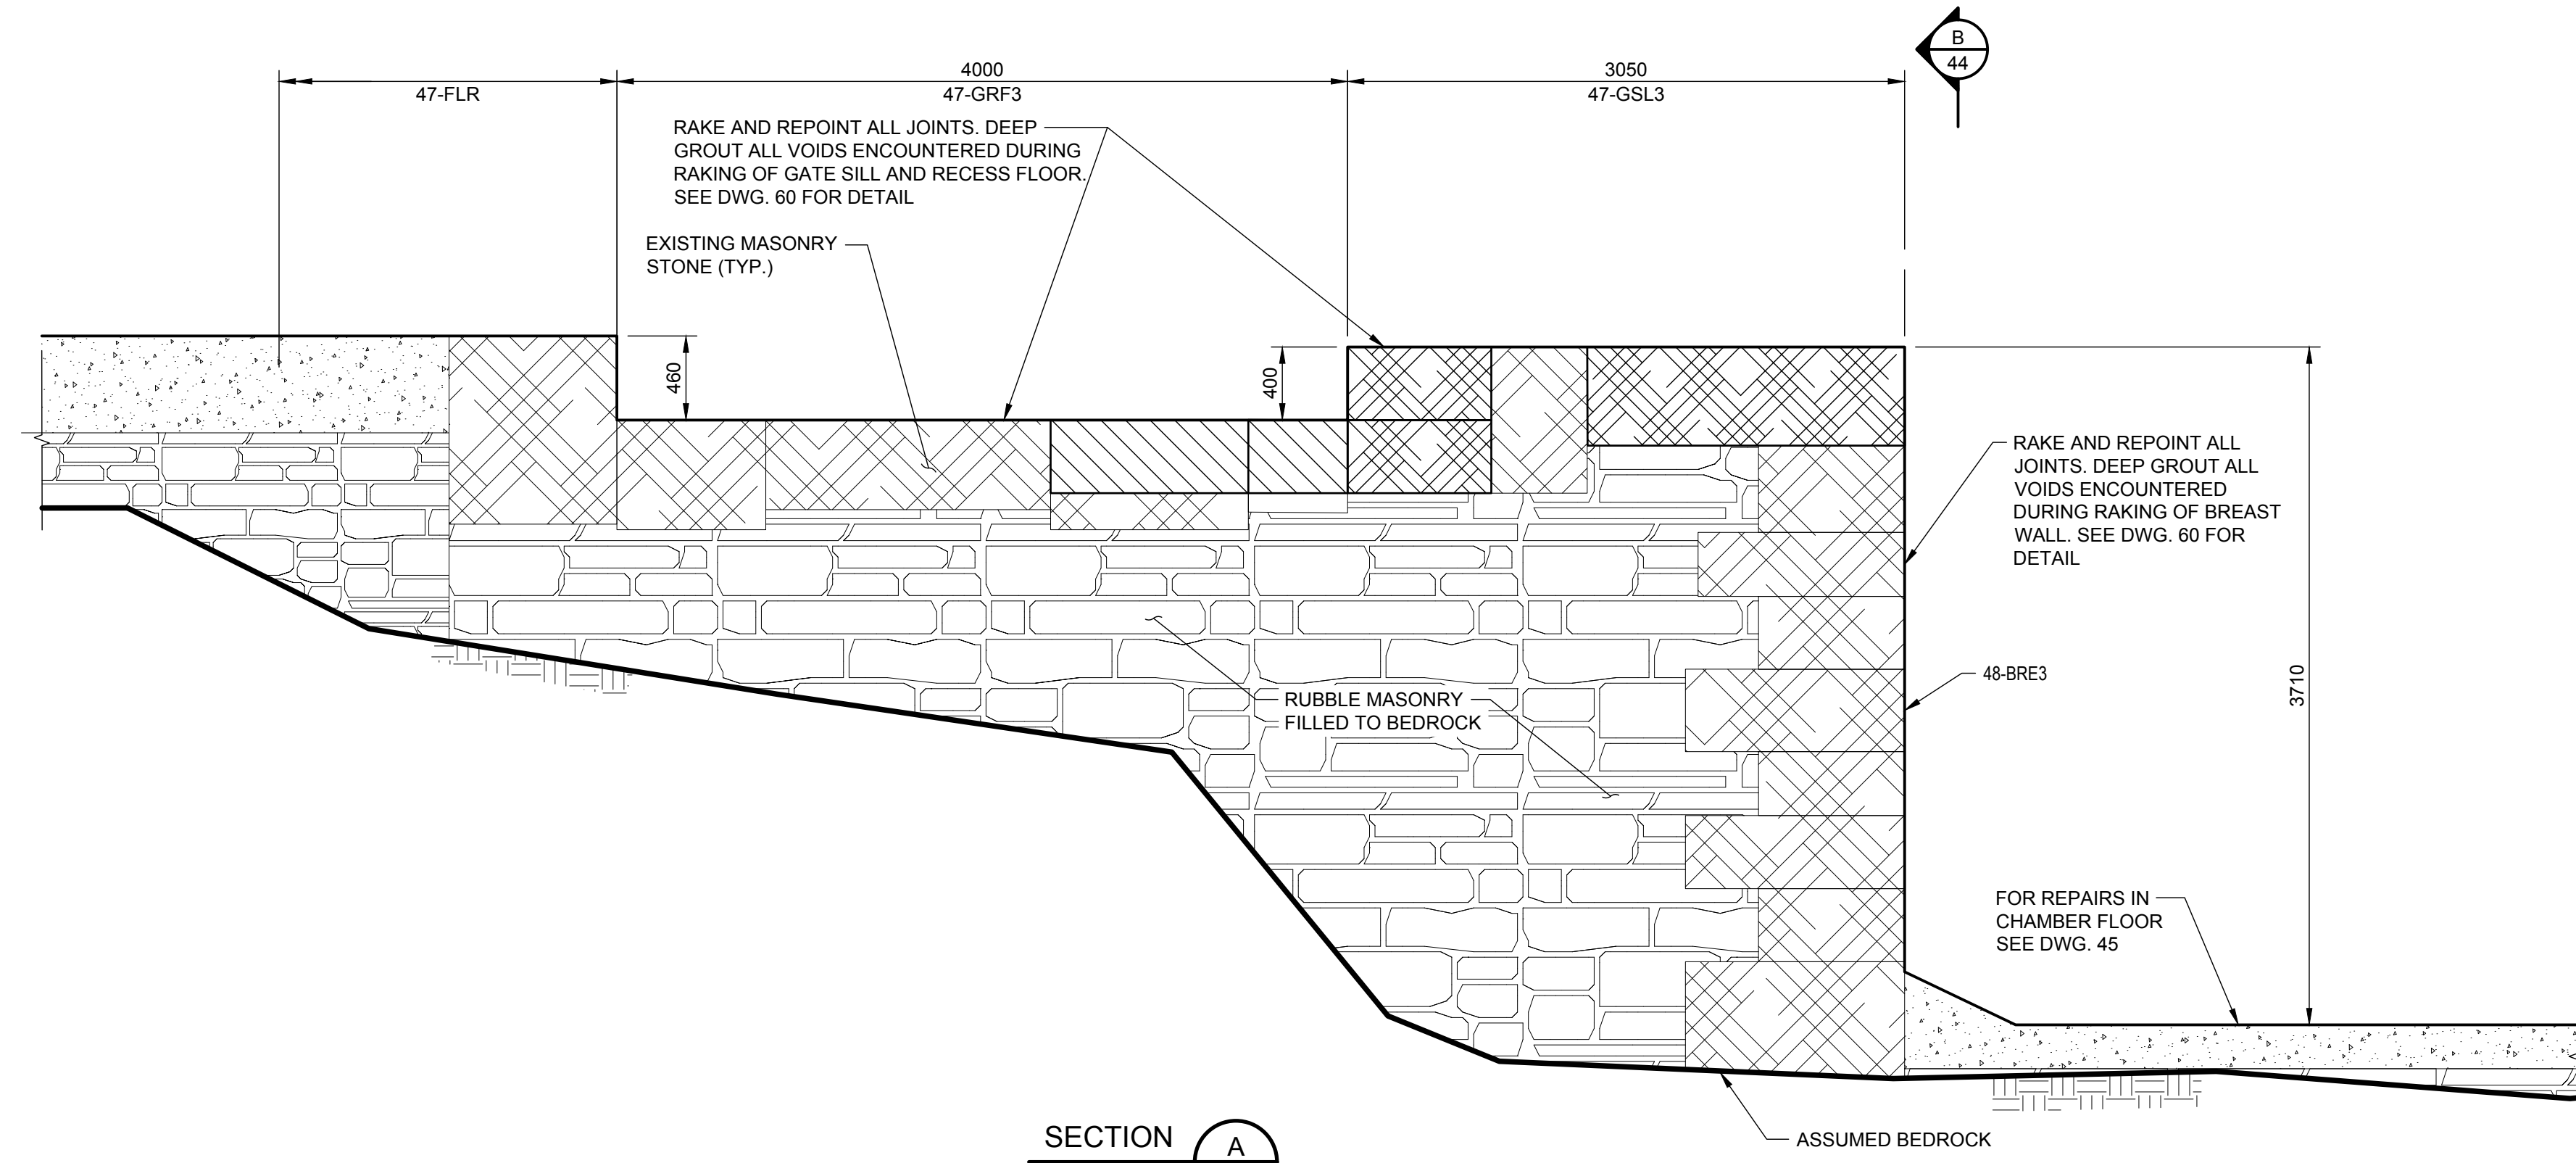 B
44
4000
3050
47-FLR
47-GRF3
47-GSL3
RAKE AND REPOINT ALL JOINTS. DEEP
GROUT ALL VOIDS ENCOUNTERED DURING
RAKING OF GATE SILL AND RECESS FLOOR.
SEE DWG. 60 FOR DETAIL
EXISTING MASONRY
STONE (TYP.)
460
400
RAKE AND REPOINT ALL
JOINTS. DEEP GROUT ALL
VOIDS ENCOUNTERED
DURING RAKING OF BREAST
WALL. SEE DWG. 60 FOR
DETAIL
48-BRE3
3710
RUBBLE MASONRY
FILLED TO BEDROCK
FOR REPAIRS IN
CHAMBER FLOOR
SEE DWG. 45
ASSUMED BEDROCK
SECTION
A